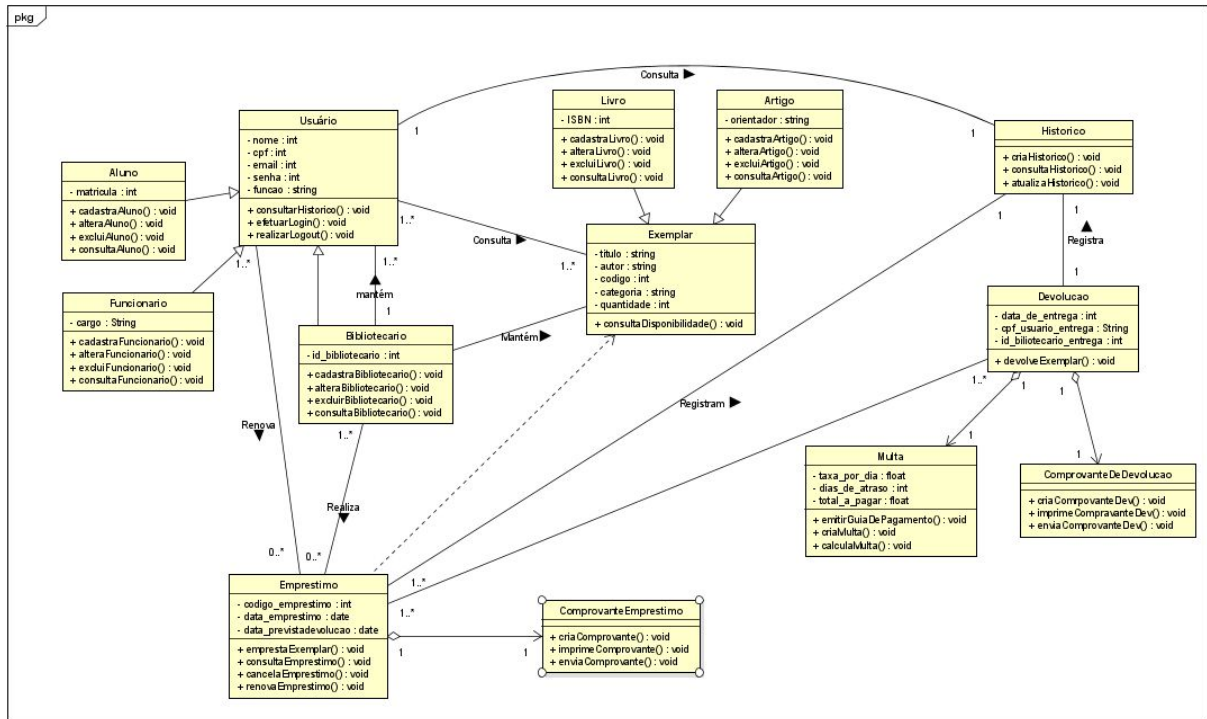 pkg
Consulta
Usuário
- nome : int
- cpf : int
- email : int
- senha : int
- funcao : string
+ consultarHistorico() : void
+ efetuarLogin() : void
+ realizarLogout() : void
1
1..*
1..*
1..*
Livro
- ISBN : int
+ cadastraLivro() : void
+ alteraLivro() : void
+ excluiLivro() : void
+ consultaLivro() : void
Artigo
- orientador : string
+ cadastraArtigo() : void
+ alteraArtigo() : void
+ excluiArtigo() : void
+ consultaArtigo() : void
Historico
+ criaHistorico() : void
+ consultaHistorico() : void
+ atualizaHistorico() : void
1
1
1
Registra
1
Aluno
- matricula : int
+ cadastraAluno() : void
+ alteraAluno() : void
+ excluiAluno() : void
+ consultaAluno() : void
Consulta
1..*
Exemplar
- titulo : string
- autor : string
- codigo : int
- categoria : string
- quantidade : int
+ consultaDisponibilidade() : void
Funcionario
- cargo : String
+ cadastraFuncionario() : void
+ alteraFuncionario() : void
+ excluiFuncionario() : void
+ consultaFuncionario() : void
mantém
1
Bibliotecario
- id_bibliotecario : int
+ cadastraBibliotecario() : void
+ alteraBibliotecario() : void
+ excluirBibliotecario() : void
+ consultaBibliotecario() : void
1..*
Mantém
Devolucao
- data_de_entrega : int
- cpf_usuario_entrega : String
- id_biliotecario_entrega : int
+ devolveExemplar() : void
1..*
1
1
Registram
Renova
Realiza
1
1
Multa
- taxa_por_dia : float
- dias_de_atraso : int
- total_a_pagar : float
+ emitirGuiaDePagamento() : void
+ criaMulta() : void
+ calculaMulta() : void
ComprovanteDeDevolucao
+ criaComrpovanteDev() : void
+ imprimeCompravanteDev() : void
+ enviaComprovanteDev() : void
0..*
0..*
1..*
1..*
Emprestimo
- codigo_emprestimo : int
- data_emprestimo : date
- data_previstadevolucao : date
+ emprestaExemplar() : void
+ consultaEmprestimo() : void
+ cancelaEmprestimo() : void
+ renovaEmprestimo() : void
1
1
ComprovanteEmprestimo
+ criaComprovante() : void
+ imprimeComprovante() : void
+ enviaComprovante() : void